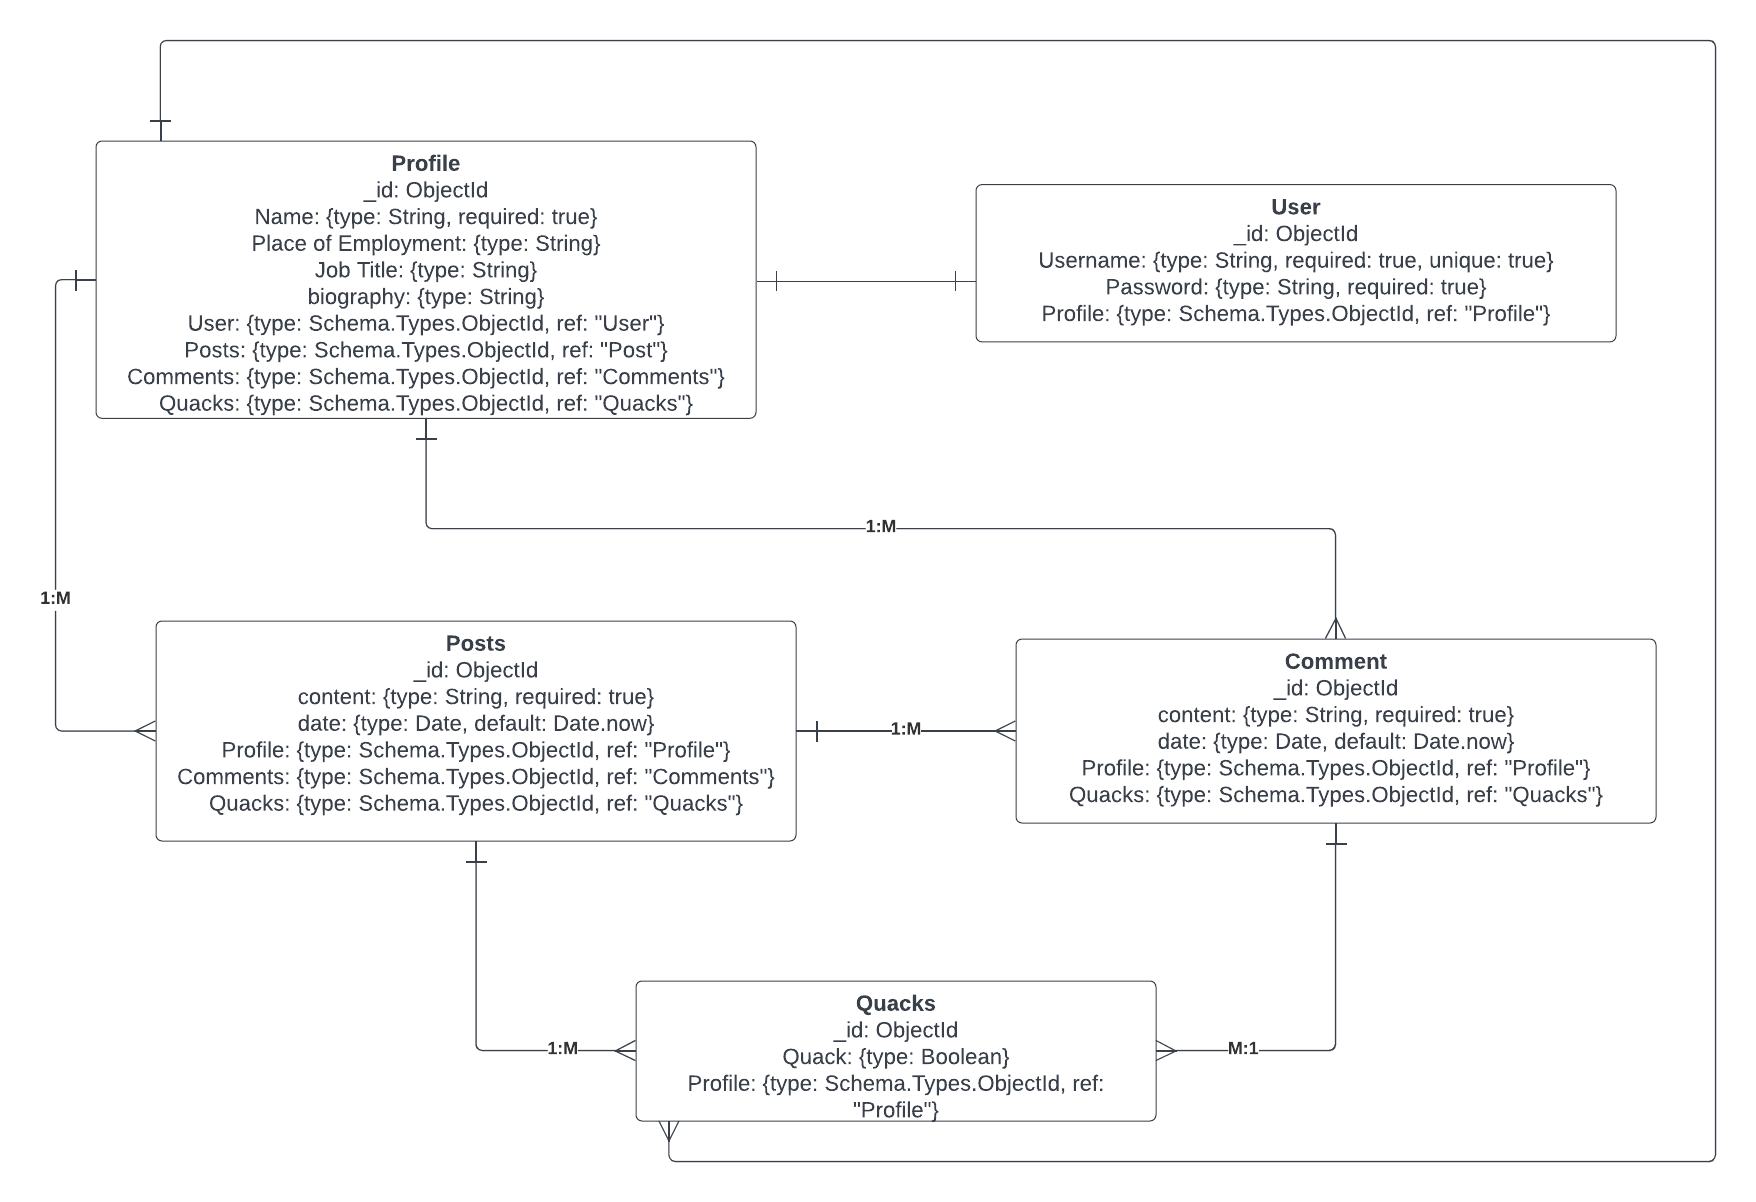 Profile
_id: ObjectId
Name: {type: String, required: true}
Place of Employment: {type: String}
Job Title: {type: String}
biography: {type: String}
User: {type: Schema.Types.ObjectId, ref: "User"}
Posts: {type: Schema.Types.ObjectId, ref: "Post"}
Comments: {type: Schema.Types.ObjectId, ref: "Comments"}
Quacks: {type: Schema.Types.ObjectId, ref: "Quacks"}
User
_id: ObjectId
Username: {type: String, required: true, unique: true}
Password: {type: String, required: true}
Profile: {type: Schema.Types.ObjectId, ref: "Profile"}
1:M
1:M
Posts
_id: ObjectId
content: {type: String, required: true}
date: {type: Date, default: Date.now}
Profile: {type: Schema.Types.ObjectId, ref: "Profile"}
Comments: {type: Schema.Types.ObjectId, ref: "Comments"}
Quacks: {type: Schema.Types.ObjectId, ref: "Quacks"}
1:M
Comment
_id: ObjectId
content: {type: String, required: true}
date: {type: Date, default: Date.now}
Profile: {type: Schema.Types.ObjectId, ref: "Profile"}
Quacks: {type: Schema.Types.ObjectId, ref: "Quacks"}
1:M
Quacks
_id: ObjectId
Quack: {type: Boolean}
Profile: {type: Schema.Types.ObjectId, ref:
"Profile"}
M:1